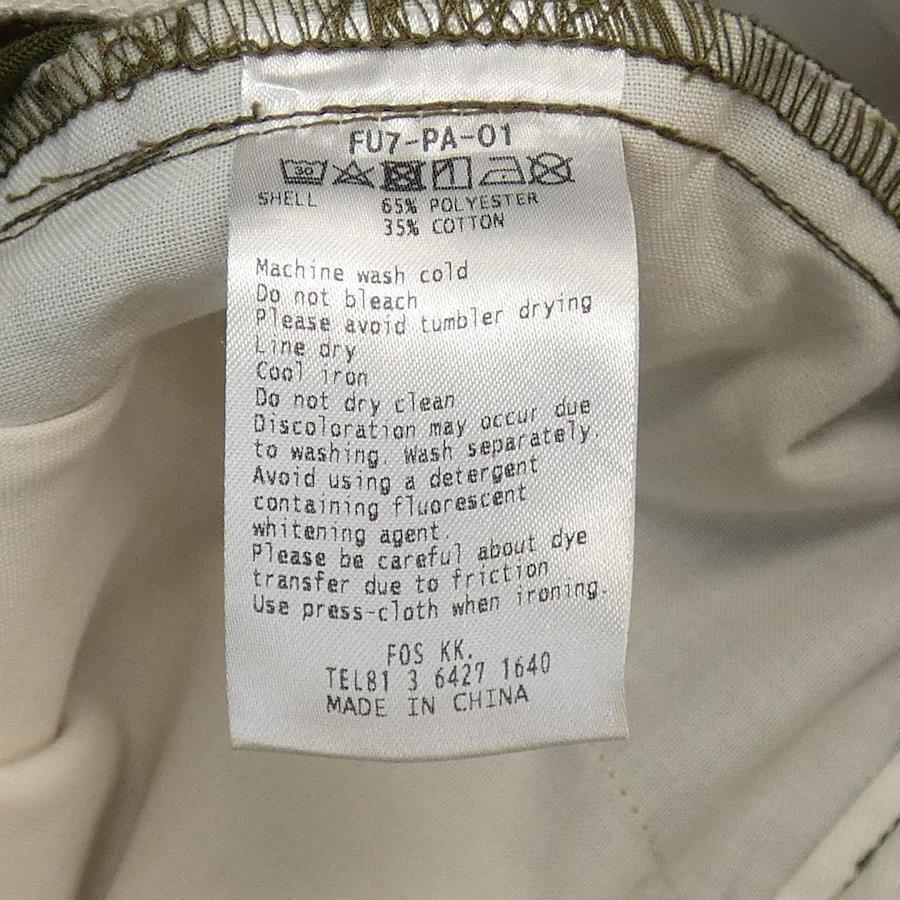 FU7-PA-01
30
SHELL 65% POLYESTER
35% COTTON
Machine wash cold
Do not bleach
Please avoid tumbler drying
Line dry
Cool iron
Do not dry clean
Discoloration may occur due
to washing. Wash separately.
Avoid using a detergent
containing fluorescent
whitening agent.
Please be careful about dye
transfer due to friction
Use press-cloth when ironing.
FOS KK.
TEL81 3 6427 1640
MADE IN CHINA